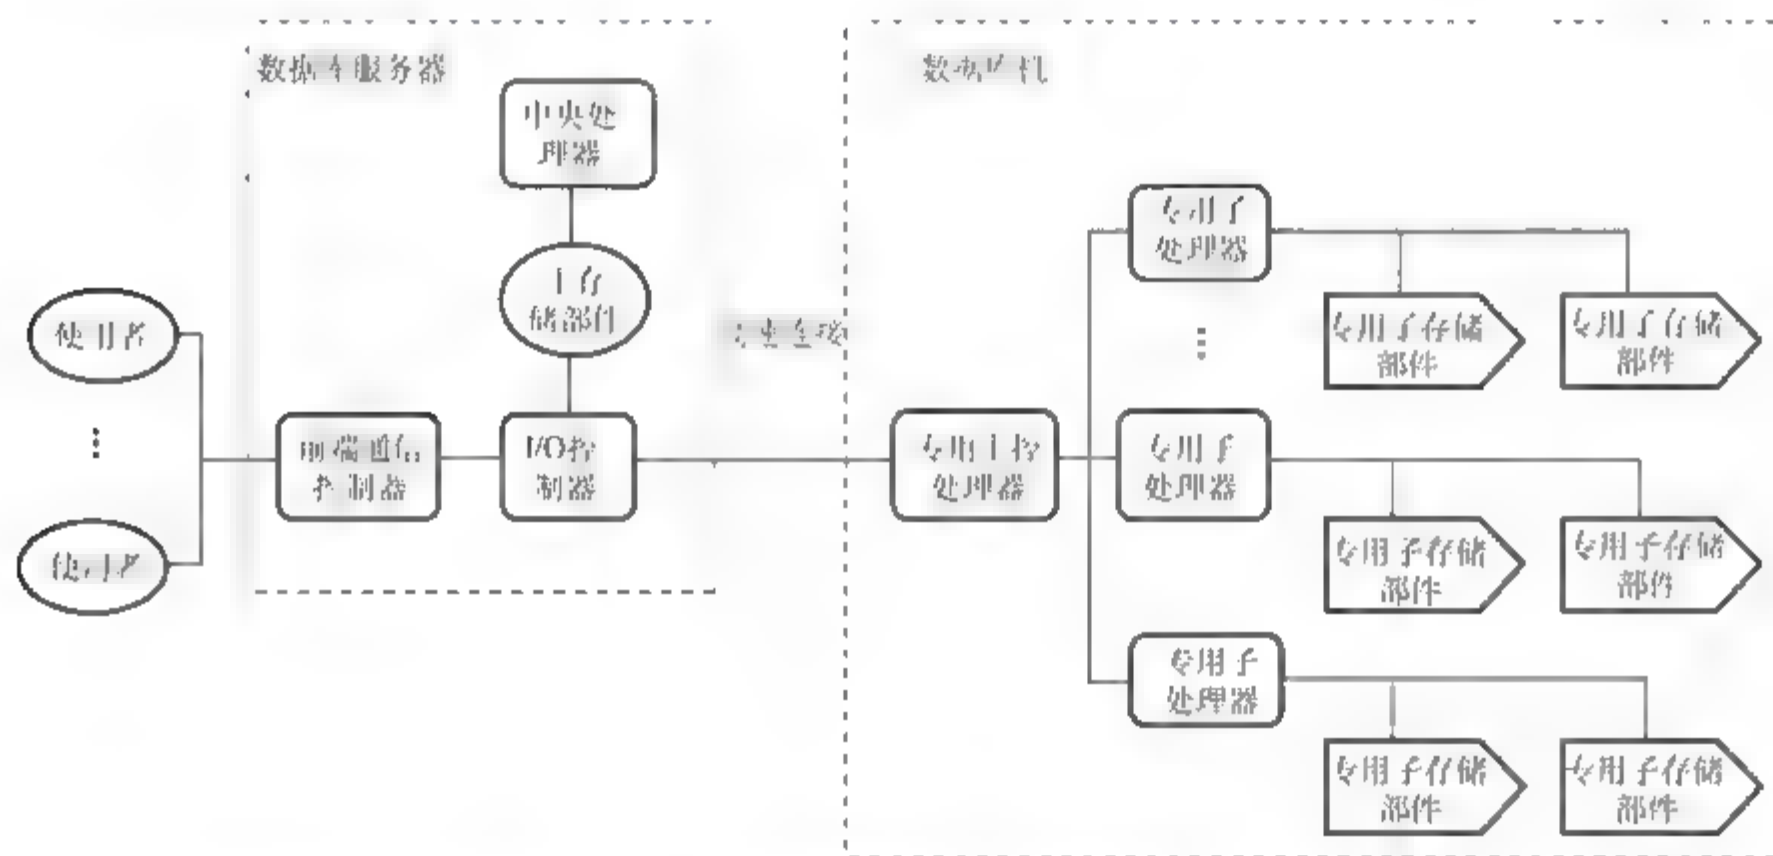 数据库服务器
数据库机
中央处
理器
主存
储部件
使用者
使用者
前端通信
控制器
I/O控
制器
专用主控
处理器
专用子
处理器
专用子存储
部件
专用子存储
部件
专用子
处理器
专用子存储
部件
专用子存储
部件
专用子
处理器
专用子存储
部件
专用子存储
部件